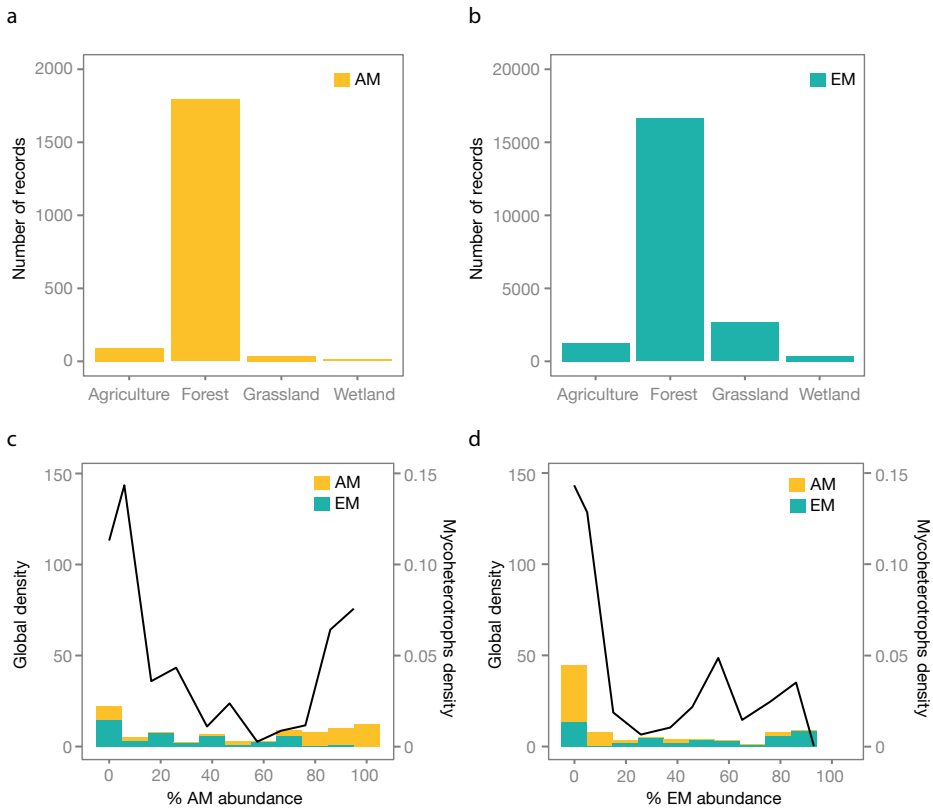 a
b
2000
1500
1000
500
0
Number of records
AM
Agriculture Forest Grassland Wetland
20000
15000
10000
5000
0
Number of records
EM
Agriculture Forest Grassland Wetland
c
d
150
100
50
0
Global density
AM
EM
0.15
0.10
0.05
0
Mycoheterotrophs density
0 20 40 60 80 100
% AM abundance
150
100
50
0
Global density
AM
EM
0.15
0.10
0.05
0
Mycoheterotrophs density
0 20 40 60 80 100
% EM abundance